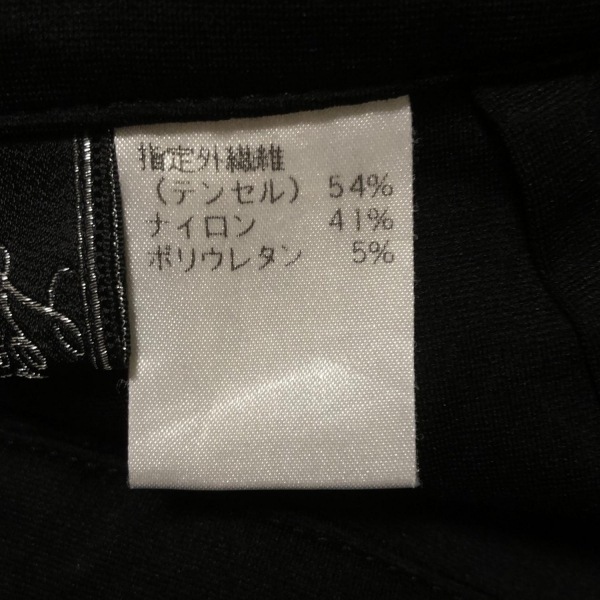 指定外繊維
(テンセル) 54%
ナイロン 41%
ポリウレタン 5%